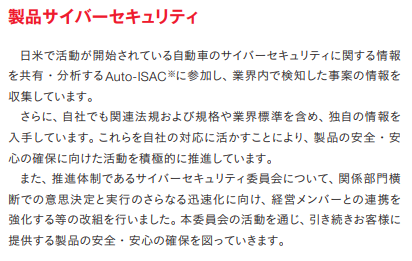 製品サイバーセキュリティ
　日米で活動が開始されている自動車のサイバーセキュリティに関する情報
を共有・分析するAuto-ISAC※に参加し、業界内で検知した事案の情報を
収集しています。
　さらに、自社でも関連法規および規格や業界標準を含め、独自の情報を
入手しています。これらを自社の対応に活かすことにより、製品の安全・安
心の確保に向けた活動を積極的に推進しています。
　また、推進体制であるサイバーセキュリティ委員会について、関係部門横
断での意思決定と実行のさらなる迅速化に向け、経営メンバーとの連携を
強化する等の改組を行いました。本委員会の活動を通じ、引き続きお客様に
提供する製品の安全・安心の確保を図っていきます。